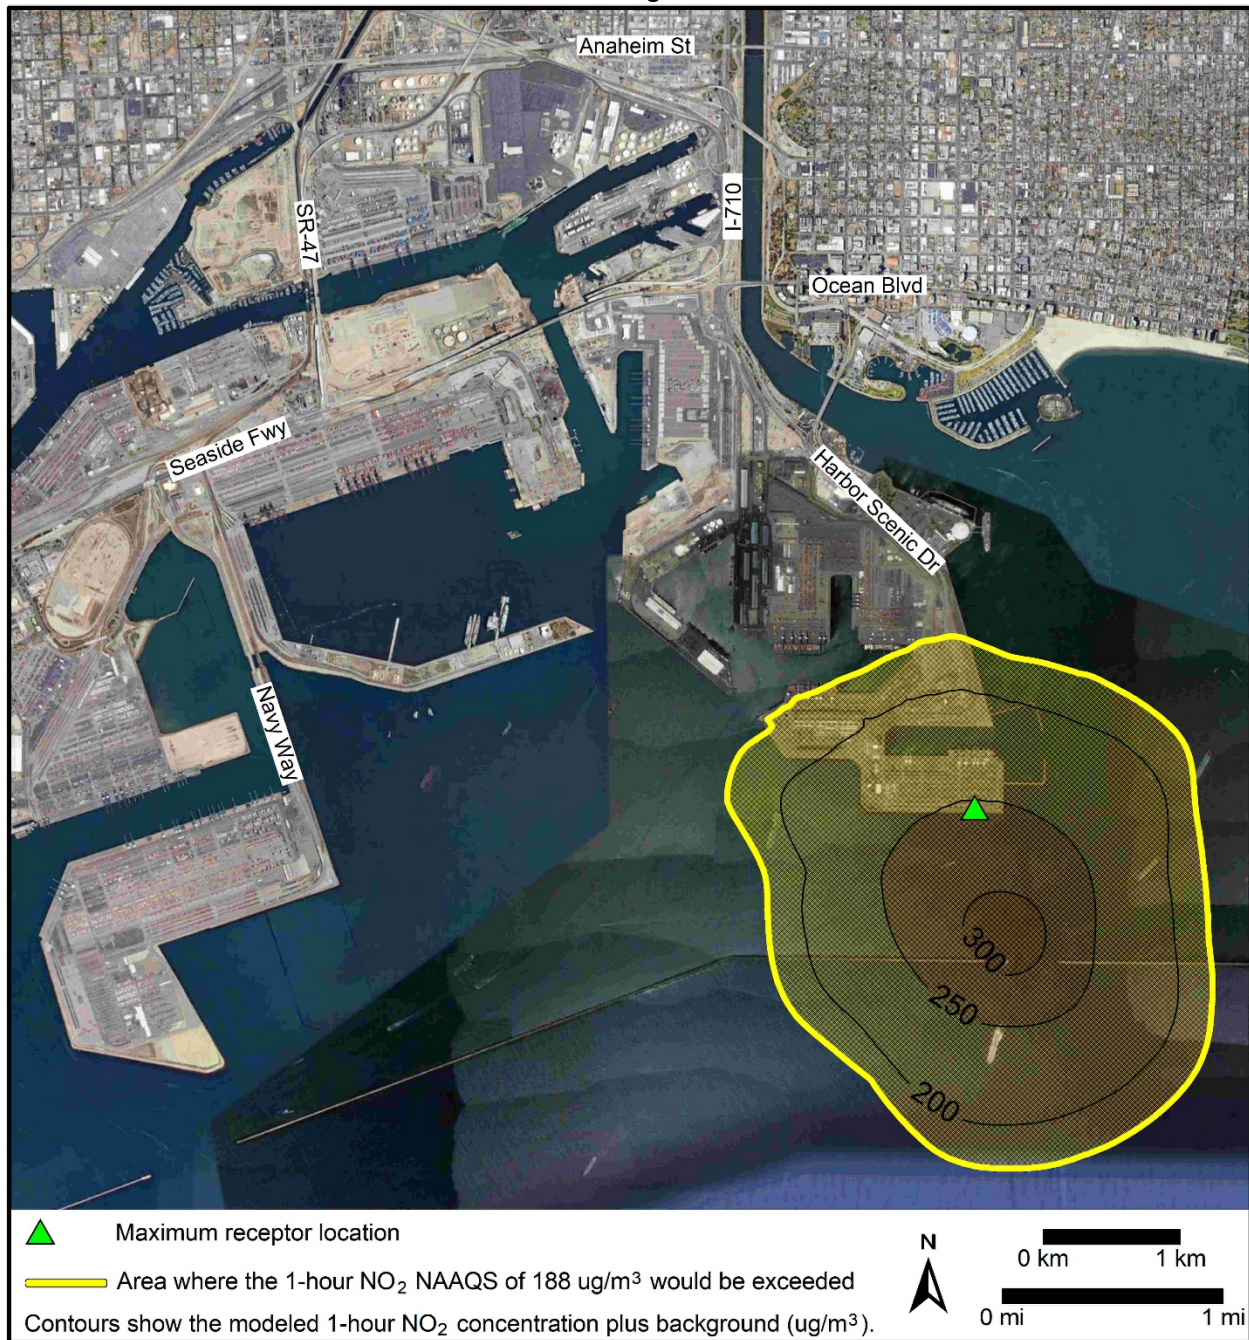 Anaheim St
SR-47
I-710
Ocean Blvd
Seaside Fwy
Harbor Scenic Dr
Navy Way
300
250
200
Maximum receptor location
N
0 km 1 km
Area where the 1-hour NO₂ NAAQS of 188 ug/m³ would be exceeded
0 mi 1 mi
Contours show the modeled 1-hour NO₂ concentration plus background (ug/m³).